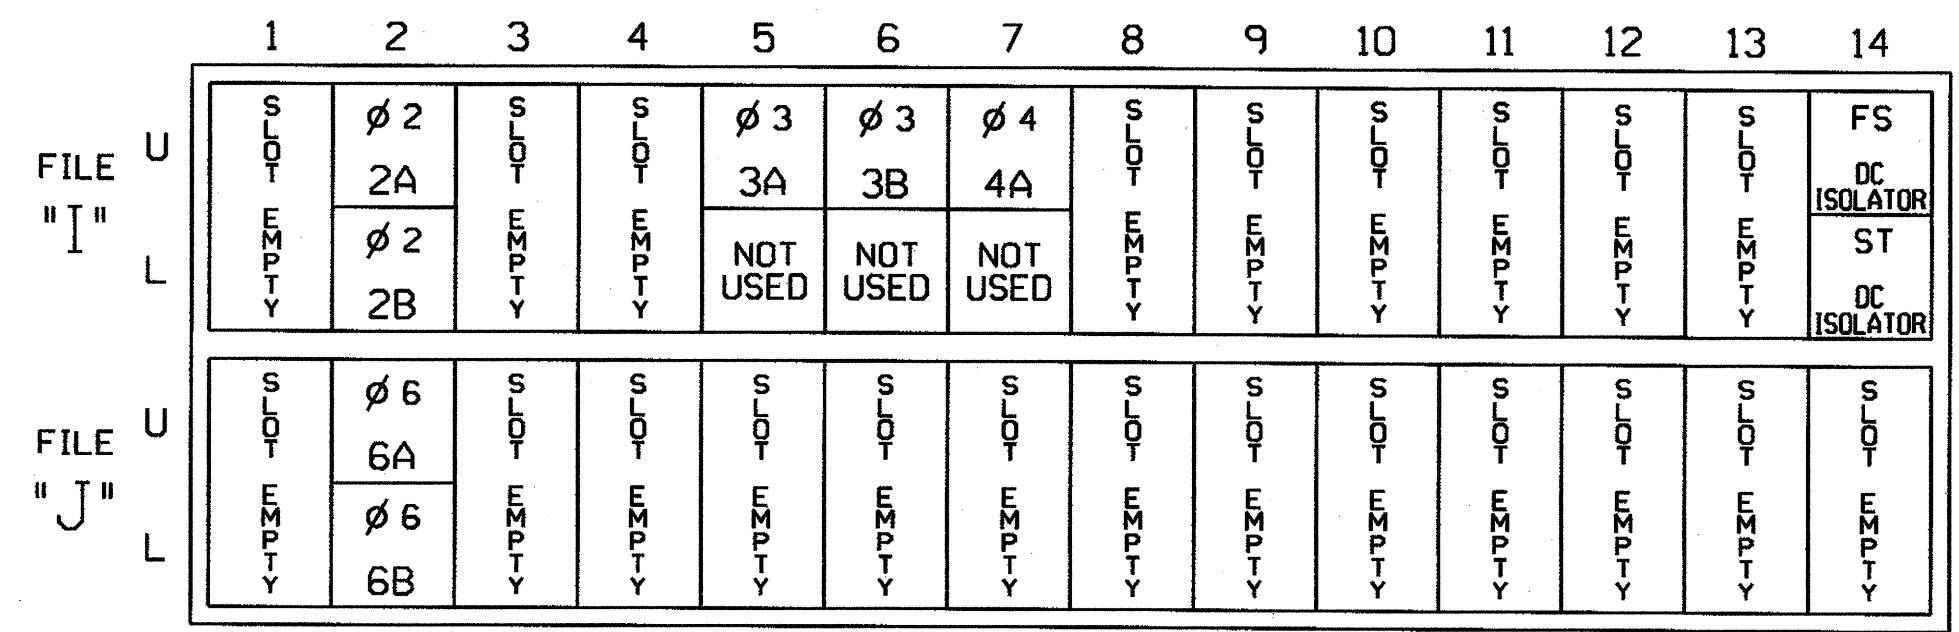 1 2 3 4 5 6 7 8 9 10 11 12 13 14
FILE "I"
U
L
SLOT EMPTY
Ø 2
2A
Ø 2
2B
SLOT EMPTY
SLOT EMPTY
Ø 3
3A
NOT USED
Ø 3
3B
NOT USED
Ø 4
4A
NOT USED
SLOT EMPTY
SLOT EMPTY
SLOT EMPTY
SLOT EMPTY
SLOT EMPTY
SLOT EMPTY
FS
DC
ISOLATOR
ST
DC
ISOLATOR
FILE "J"
U
L
SLOT EMPTY
Ø 6
6A
Ø 6
6B
SLOT EMPTY
SLOT EMPTY
SLOT EMPTY
SLOT EMPTY
SLOT EMPTY
SLOT EMPTY
SLOT EMPTY
SLOT EMPTY
SLOT EMPTY
SLOT EMPTY
SLOT EMPTY
SLOT EMPTY